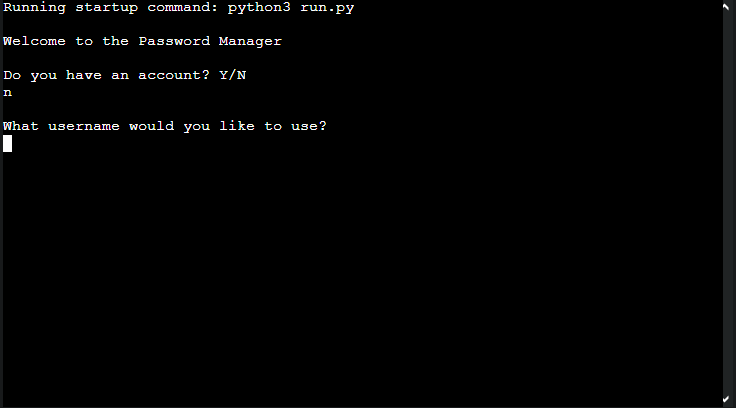 Running startup command: python3 run.py
Welcome to the Password Manager
Do you have an account? Y/N
n
What username would you like to use?